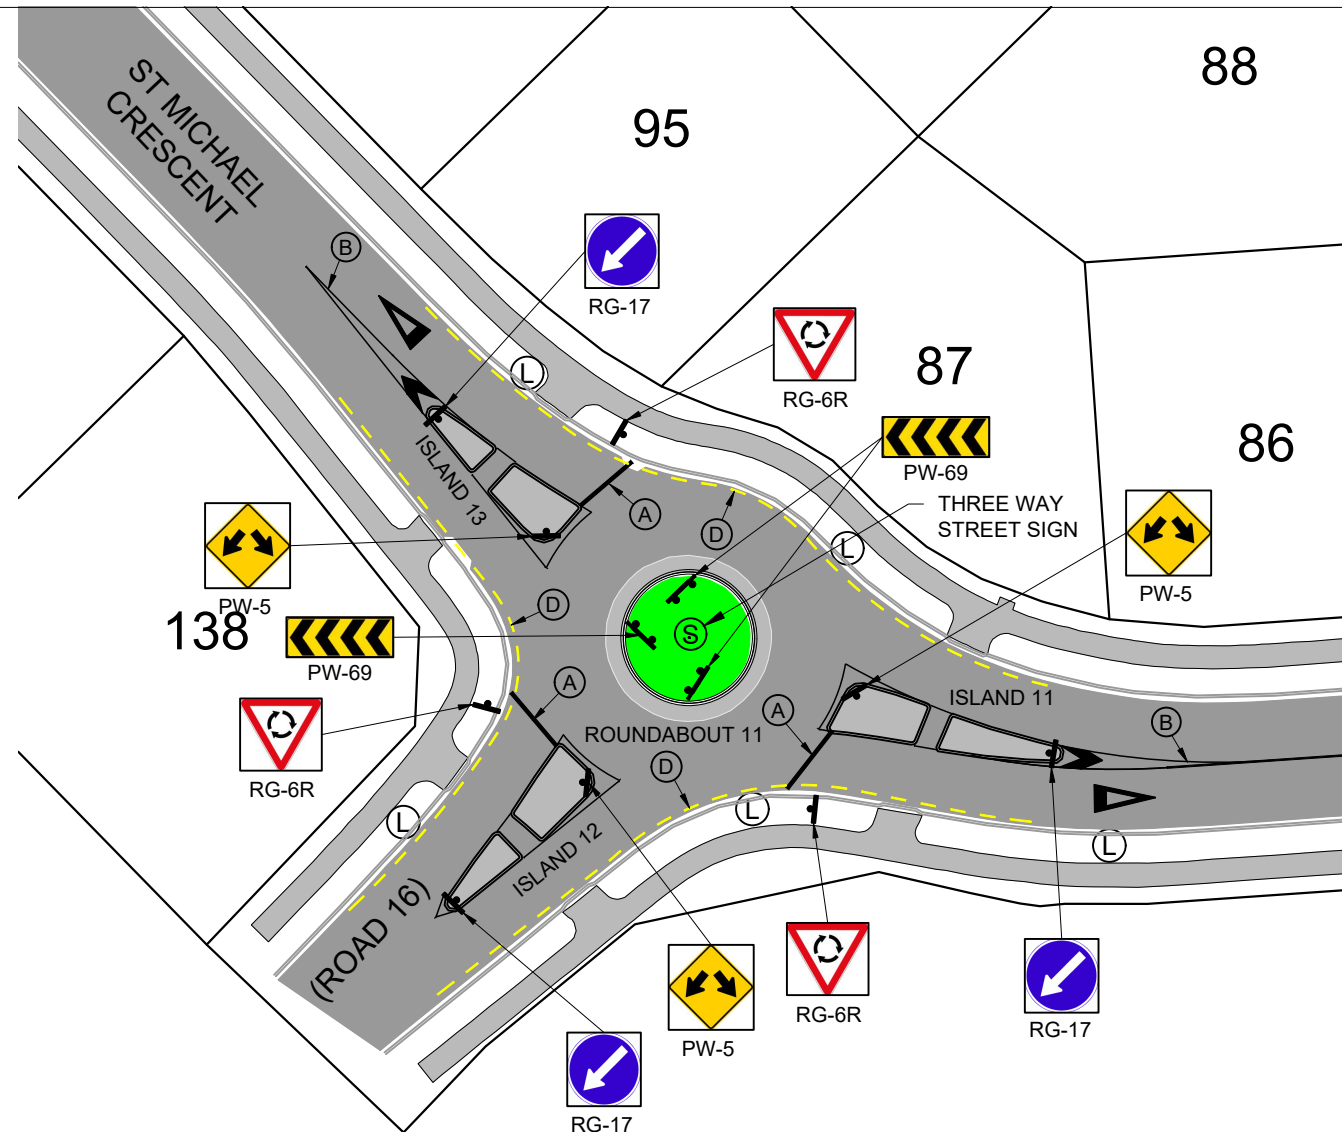 88
95
ST MICHAEL
CRESCENT
B
RG-17
L
RG-6R
87
86
PW-69
THREE WAY
STREET SIGN
PW-5
ISLAND 13
A
D
L
PW-5
138
PW-69
D
S
A
RG-6R
ROUNDABOUT 11
A
ISLAND 11
B
D
L
L
L
ISLAND 12
(ROAD 16)
RG-6R
PW-5
RG-17
RG-17